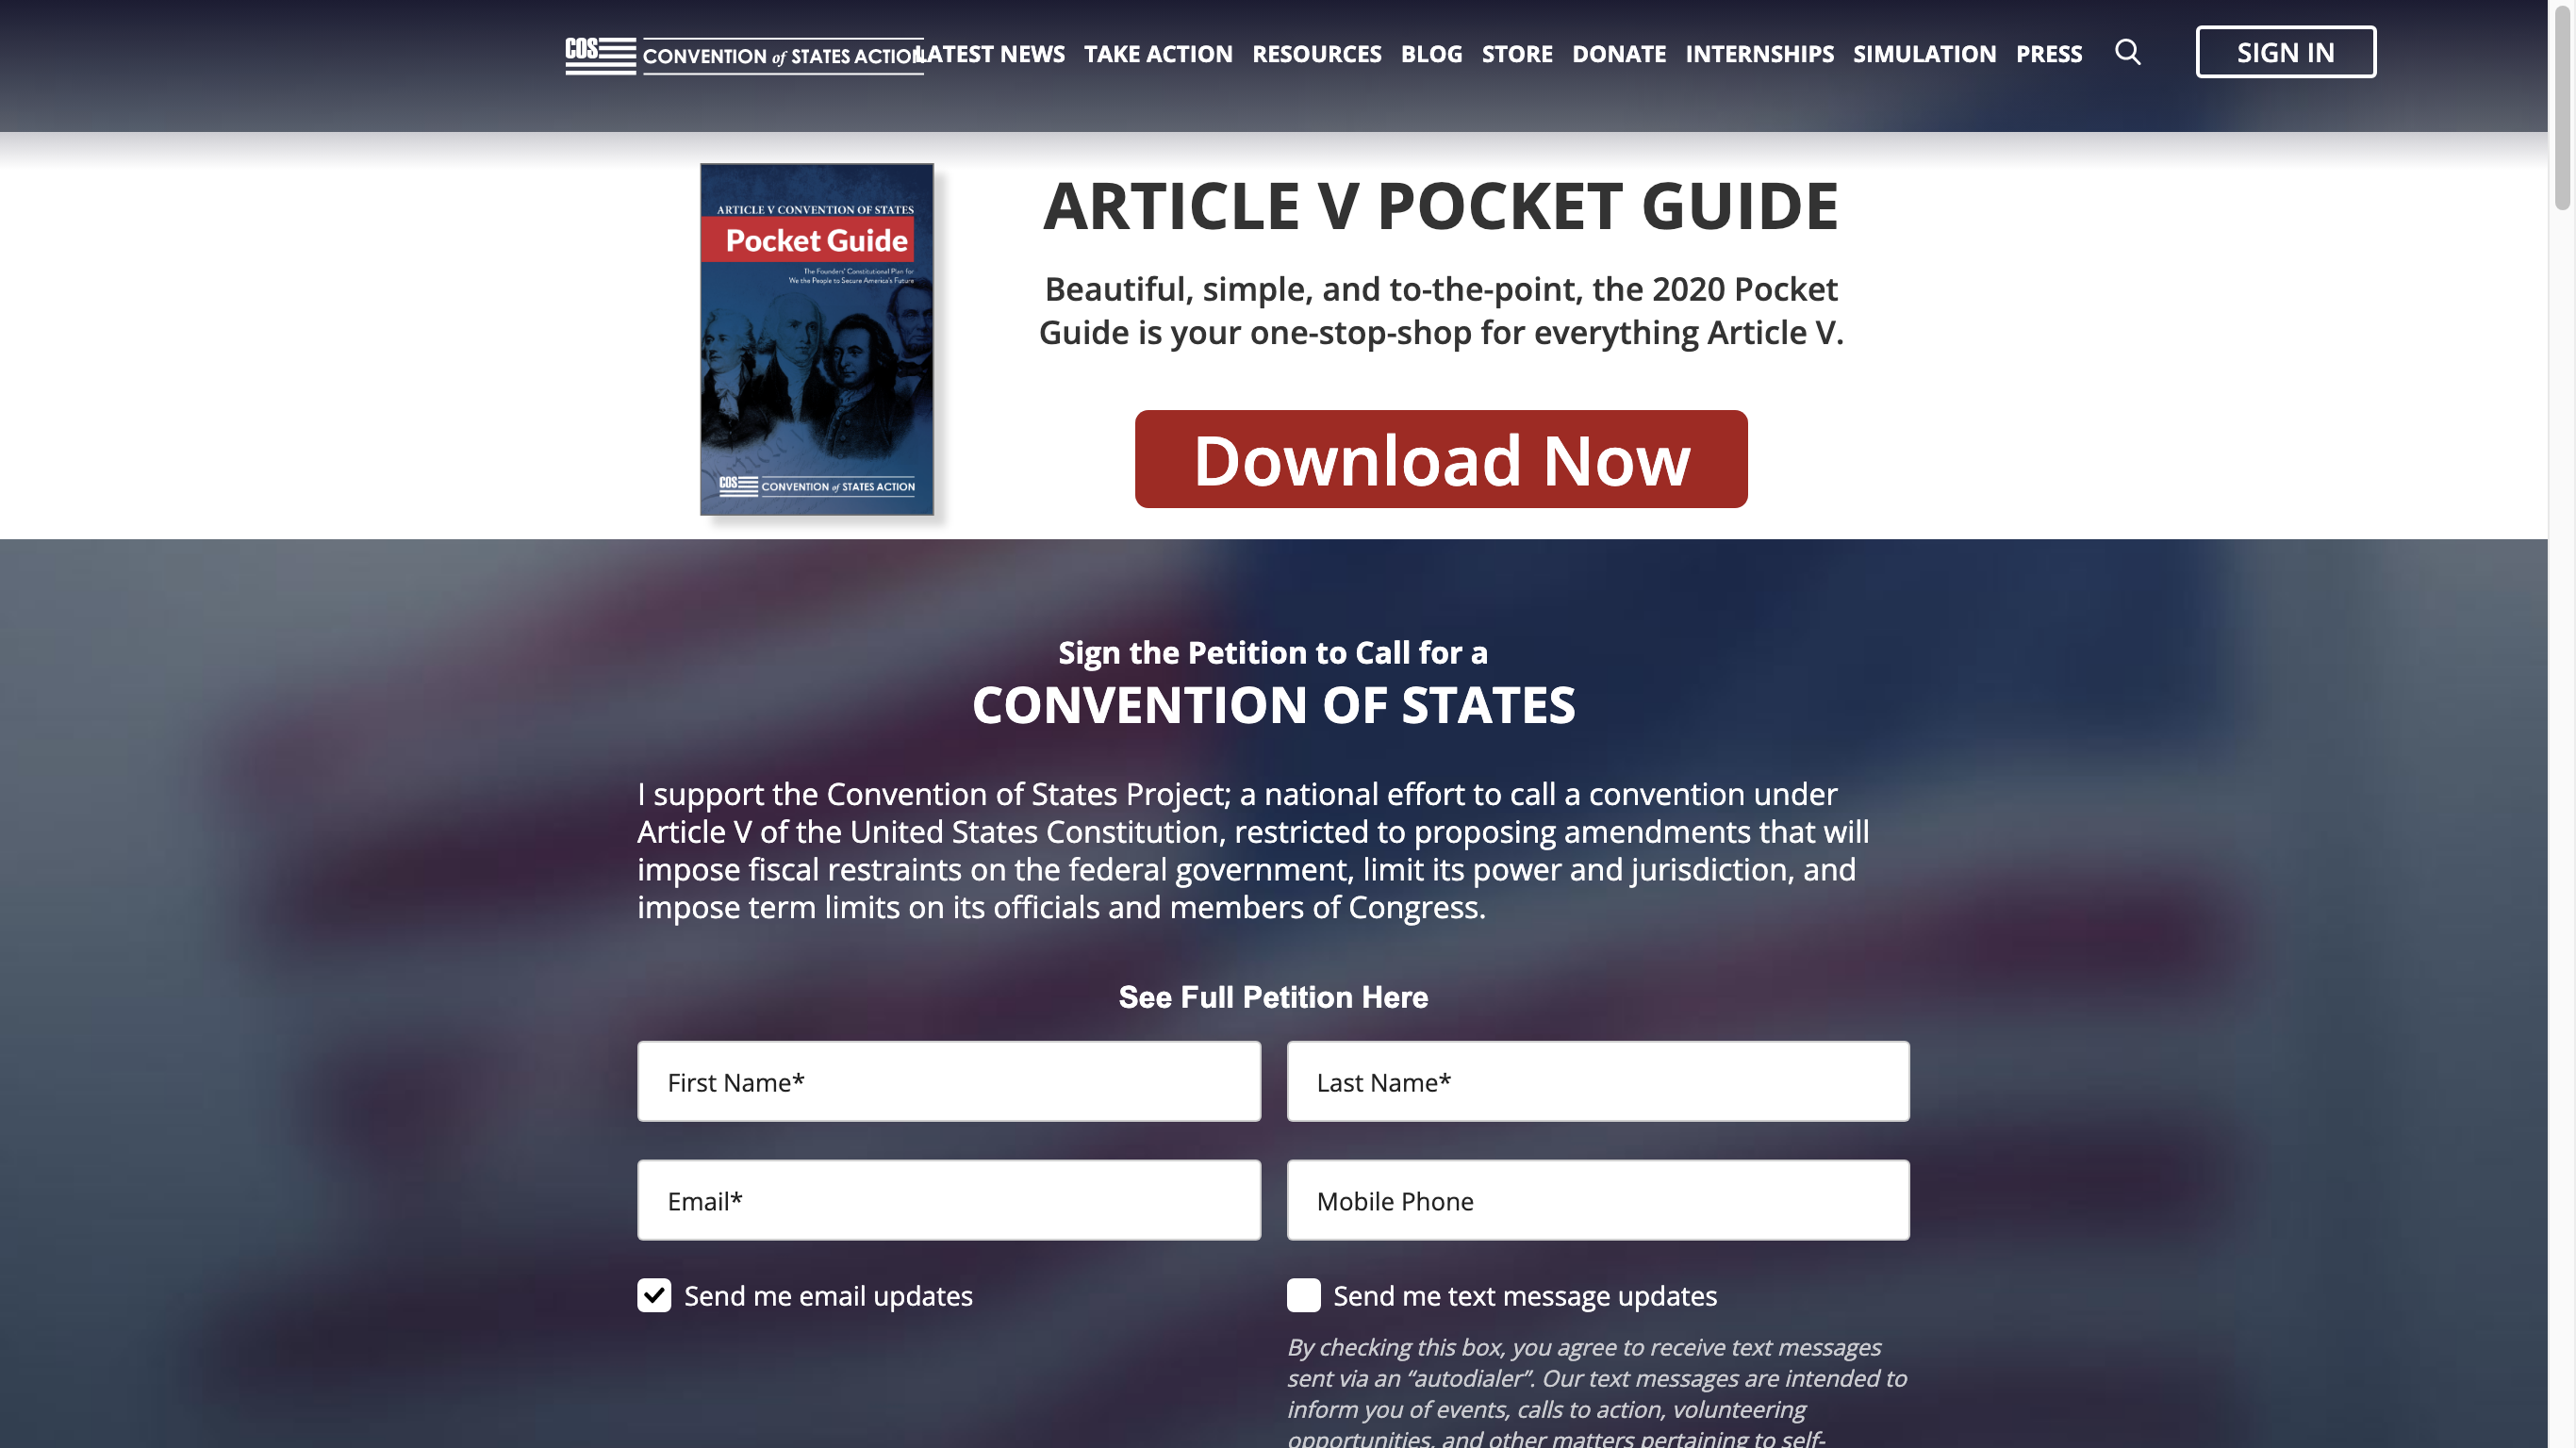 COS CONVENTION of STATES ACTION
LATEST NEWS TAKE ACTION RESOURCES BLOG STORE DONATE INTERNSHIPS SIMULATION PRESS SIGN IN
ARTICLE V CONVENTION OF STATES
Pocket Guide
The Founders' Constitutional Plan for
We the People to Secure America's Future
COS CONVENTION of STATES ACTION
ARTICLE V POCKET GUIDE
Beautiful, simple, and to-the-point, the 2020 Pocket
Guide is your one-stop-shop for everything Article V.
Download Now
Sign the Petition to Call for a
CONVENTION OF STATES
I support the Convention of States Project; a national effort to call a convention under
Article V of the United States Constitution, restricted to proposing amendments that will
impose fiscal restraints on the federal government, limit its power and jurisdiction, and
impose term limits on its officials and members of Congress.
See Full Petition Here
First Name* Last Name*
Email* Mobile Phone
Send me email updates Send me text message updates
By checking this box, you agree to receive text messages
sent via an “autodialer”. Our text messages are intended to
inform you of events, calls to action, volunteering
opportunities, and other matters pertaining to self-